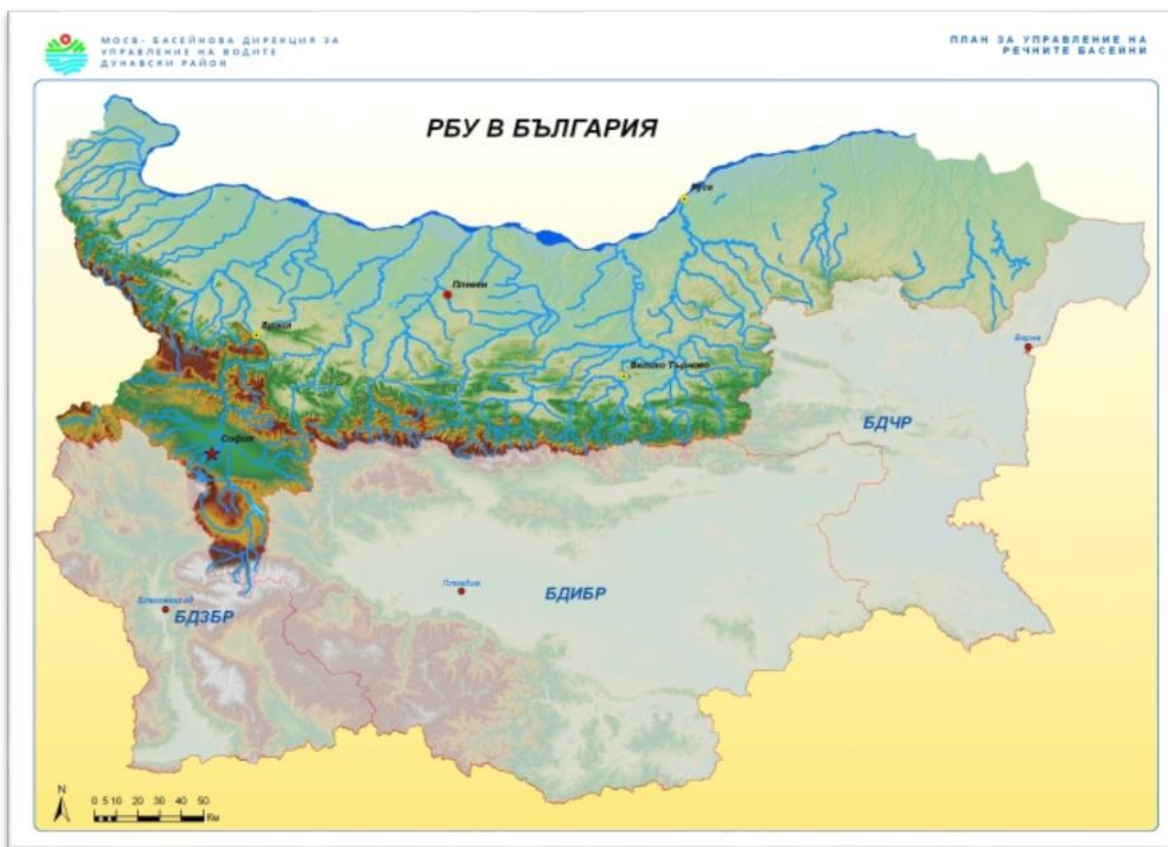 МОСВ- БАСЕЙНОВА ДИРЕКЦИЯ ЗА
УПРАВЛЕНИЕ НА ВОДИТЕ
ДУНАВСКИ РАЙОН
ПЛАН ЗА УПРАВЛЕНИЕ НА
РЕЧНИТЕ БАСЕЙНИ
РБУ В БЪЛГАРИЯ
Русе
Плевен
Враца
Велико Търново
Варна
БДЧР
София
Пловдив
БДИБР
Благоевград
БДЗБР
N
0 5 10 20 30 40 50
Км